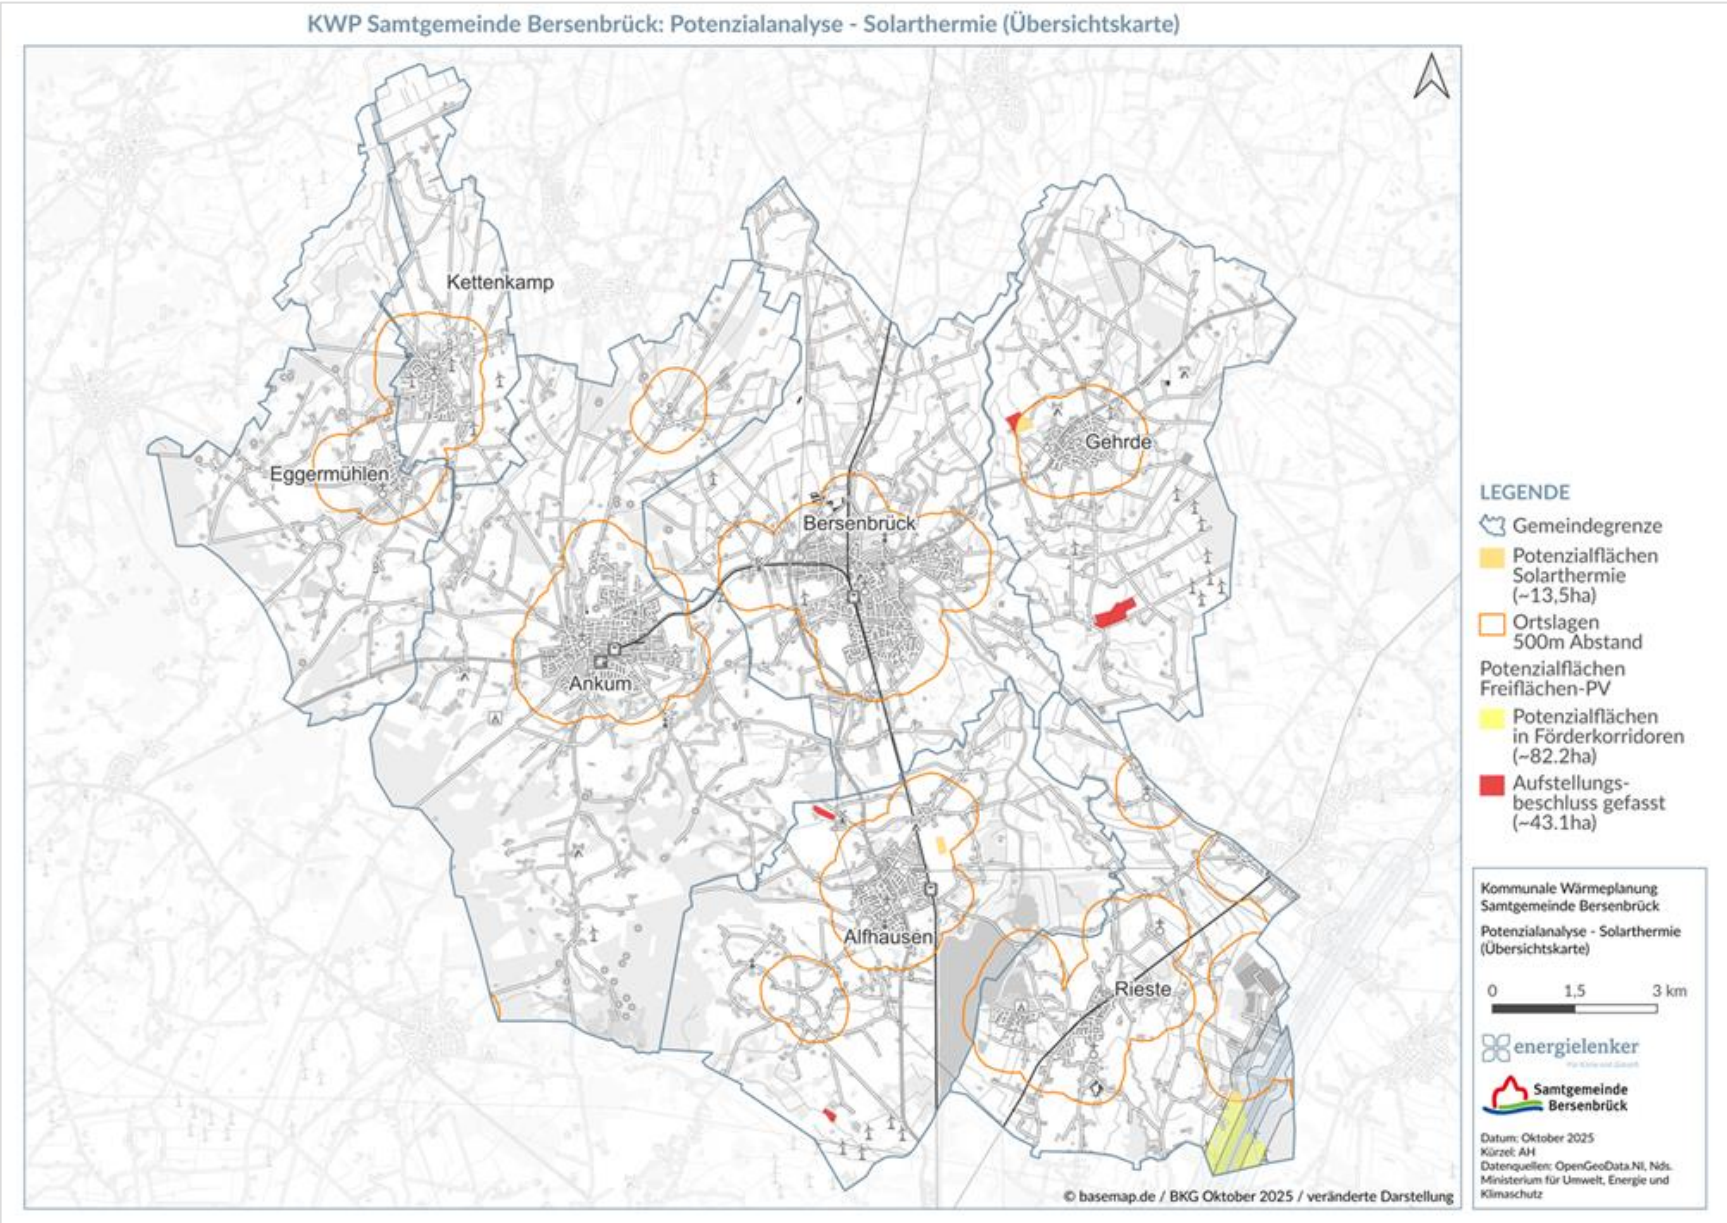 KWP Samtgemeinde Bersenbrück: Potenzialanalyse - Solarthermie (Übersichtskarte)
Kettenkamp
Eggermühlen
Gehrde
Bersenbrück
Ankum
Alfhausen
Rieste
© basemap.de / BKG Oktober 2025 / veränderte Darstellung
LEGENDE
Gemeindegrenze
Potenzialflächen
Solarthermie
(~13,5ha)
Ortslagen
500m Abstand
Potenzialflächen
Freiflächen-PV
Potenzialflächen
in Förderkorridoren
(~82.2ha)
Aufstellungs-
beschluss gefasst
(~43.1ha)
Kommunale Wärmeplanung
Samtgemeinde Bersenbrück
Potenzialanalyse - Solarthermie
(Übersichtskarte)
0 1,5 3 km
energielenker
Samtgemeinde
Bersenbrück
Datum: Oktober 2025
Kürzel: AH
Datenquellen: OpenGeoData.NI, Nds.
Ministerium für Umwelt, Energie und
Klimaschutz